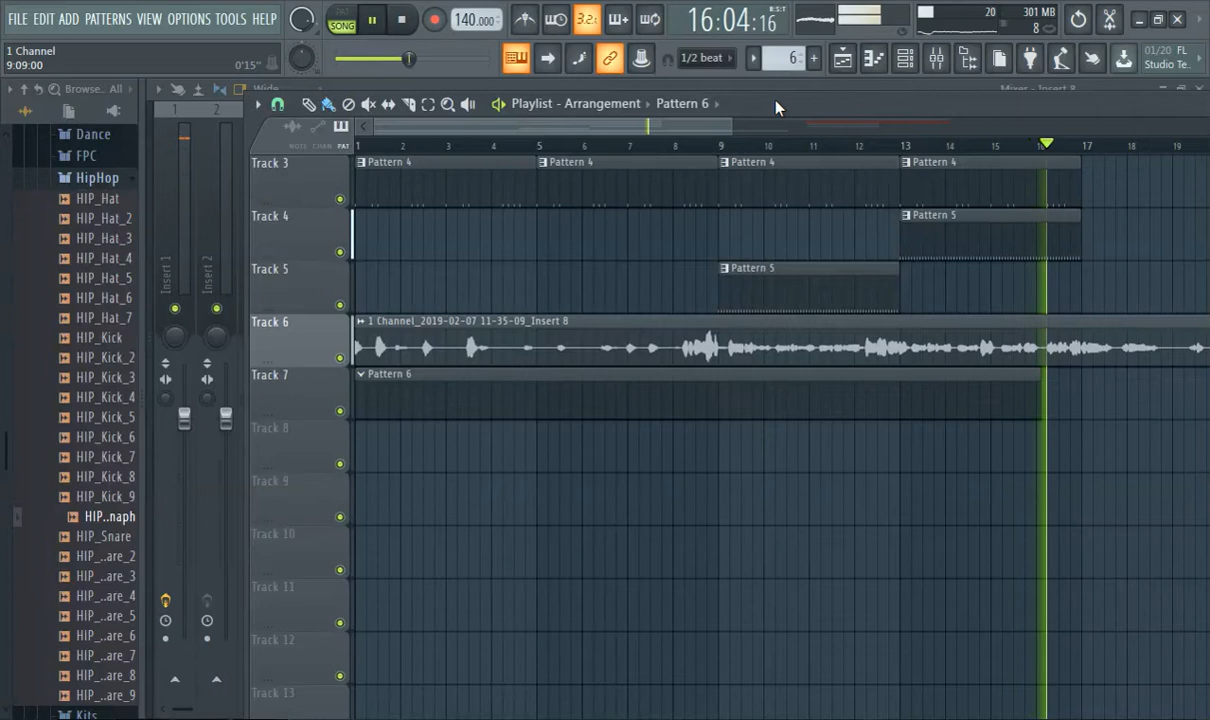 FILE EDIT PATTERNS VIEW OPTIONS TOOLS HELP
PAT
SONG
140.000
3.2
16:04:16
B:S:T
20
301 MB
8
1 Channel
9:09:00
0'15"
1/2 beat
6
01/20 FL
Studio Te..
Browse.. All
1
2
Wide
Playlist - Arrangement
Pattern 6
Mixer -
NOTE CHAN PAT
1 2 3 4 5 6 7 8 9 10 11 12 13 14 15 16 17 18 19
Dance
FPC
HipHop
HIP_Hat
HIP_Hat_2
HIP_Hat_3
HIP_Hat_4
HIP_Hat_5
HIP_Hat_6
HIP_Hat_7
HIP_Kick
HIP_Kick_2
HIP_Kick_3
HIP_Kick_4
HIP_Kick_5
HIP_Kick_6
HIP_Kick_7
HIP_Kick_8
HIP_Kick_9
HIP..naph
HIP_Snare
HIP_..are_2
HIP_..are_3
HIP_..are_4
HIP_..are_5
HIP_..are_6
HIP_..are_7
HIP_..are_8
HIP_..are_9
Kits
Insert 1
Insert 2
Track 3
Pattern 4
Pattern 4
Pattern 4
Pattern 4
Track 4
Pattern 5
Track 5
Pattern 5
Track 6
1 Channel_2019-02-07 11-35-09_Insert 8
Track 7
Pattern 6
Track 8
Track 9
Track 10
Track 11
Track 12
Track 13